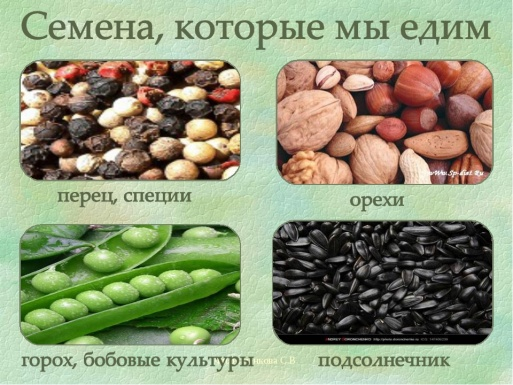 Семена, которые мы едим
перец, специи
орехи
горох, бобовые культуры
подсолнечник